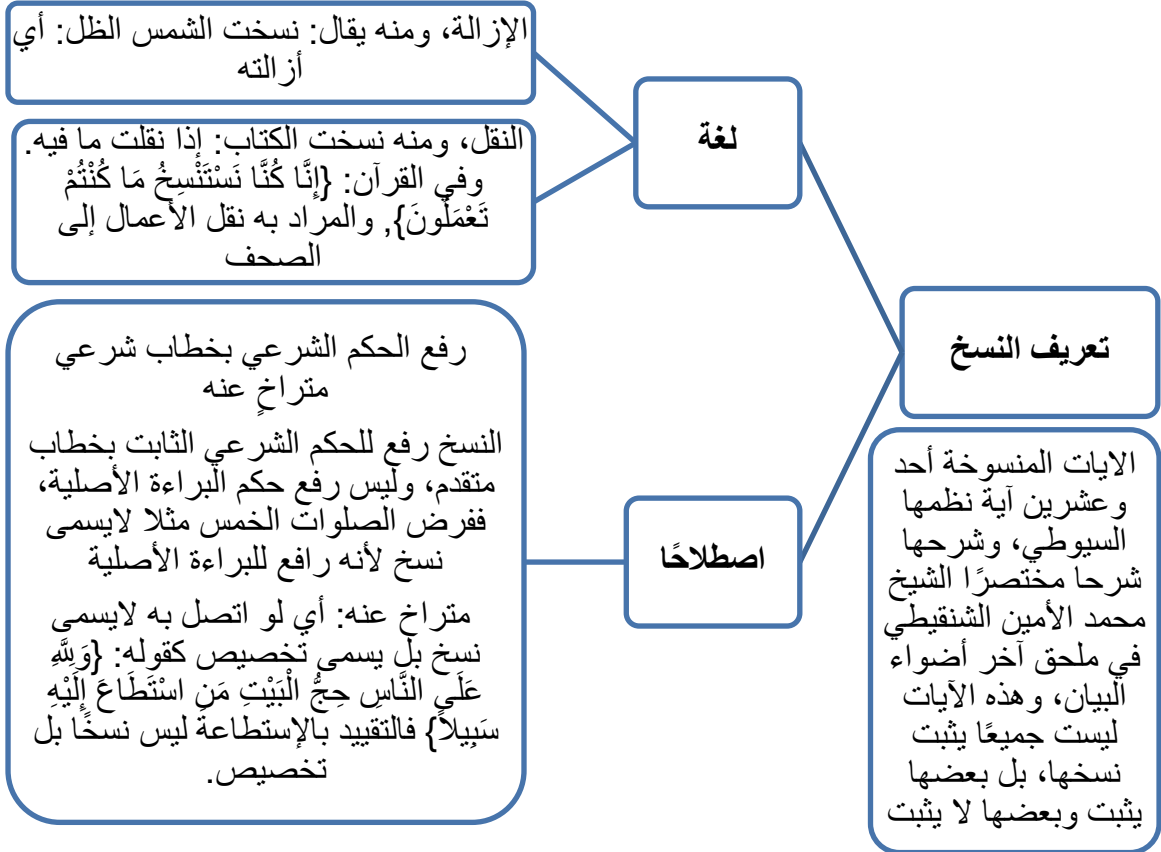 تعريف النسخ
الايات المنسوخة أحد
وعشرين آية نظمها
السيوطي، وشرحها
شرحا مختصرًا الشيخ
محمد الأمين الشنقيطي
في ملحق آخر أضواء
البيان، وهذه الآيات
ليست جميعًا يثبت
نسخها، بل بعضها
يثبت وبعضها لا يثبت
لغة
الإزالة، ومنه يقال: نسخت الشمس الظل: أي
أزالته
النقل، ومنه نسخت الكتاب: إذا نقلت ما فيه.
وفي القرآن: {إِنَّا كُنَّا نَسْتَنْسِخُ مَا كُنْتُمْ
تَعْمَلُونَ}, والمراد به نقل الأعمال إلى
الصحف
اصطلاحًا
رفع الحكم الشرعي بخطاب شرعي
متراخٍ عنه
النسخ رفع للحكم الشرعي الثابت بخطاب
متقدم، وليس رفع حكم البراءة الأصلية،
ففرض الصلوات الخمس مثلا لايسمى
نسخ لأنه رافع للبراءة الأصلية
متراخ عنه: أي لو اتصل به لايسمى
نسخ بل يسمى تخصيص كقوله: {وَلِلَّهِ
عَلَى النَّاسِ حِجُّ الْبَيْتِ مَن اسْتَطَاعَ إِلَيْهِ
سَبِيلاً} فالتقييد بالإستطاعة ليس نسخًا بل
تخصيص.